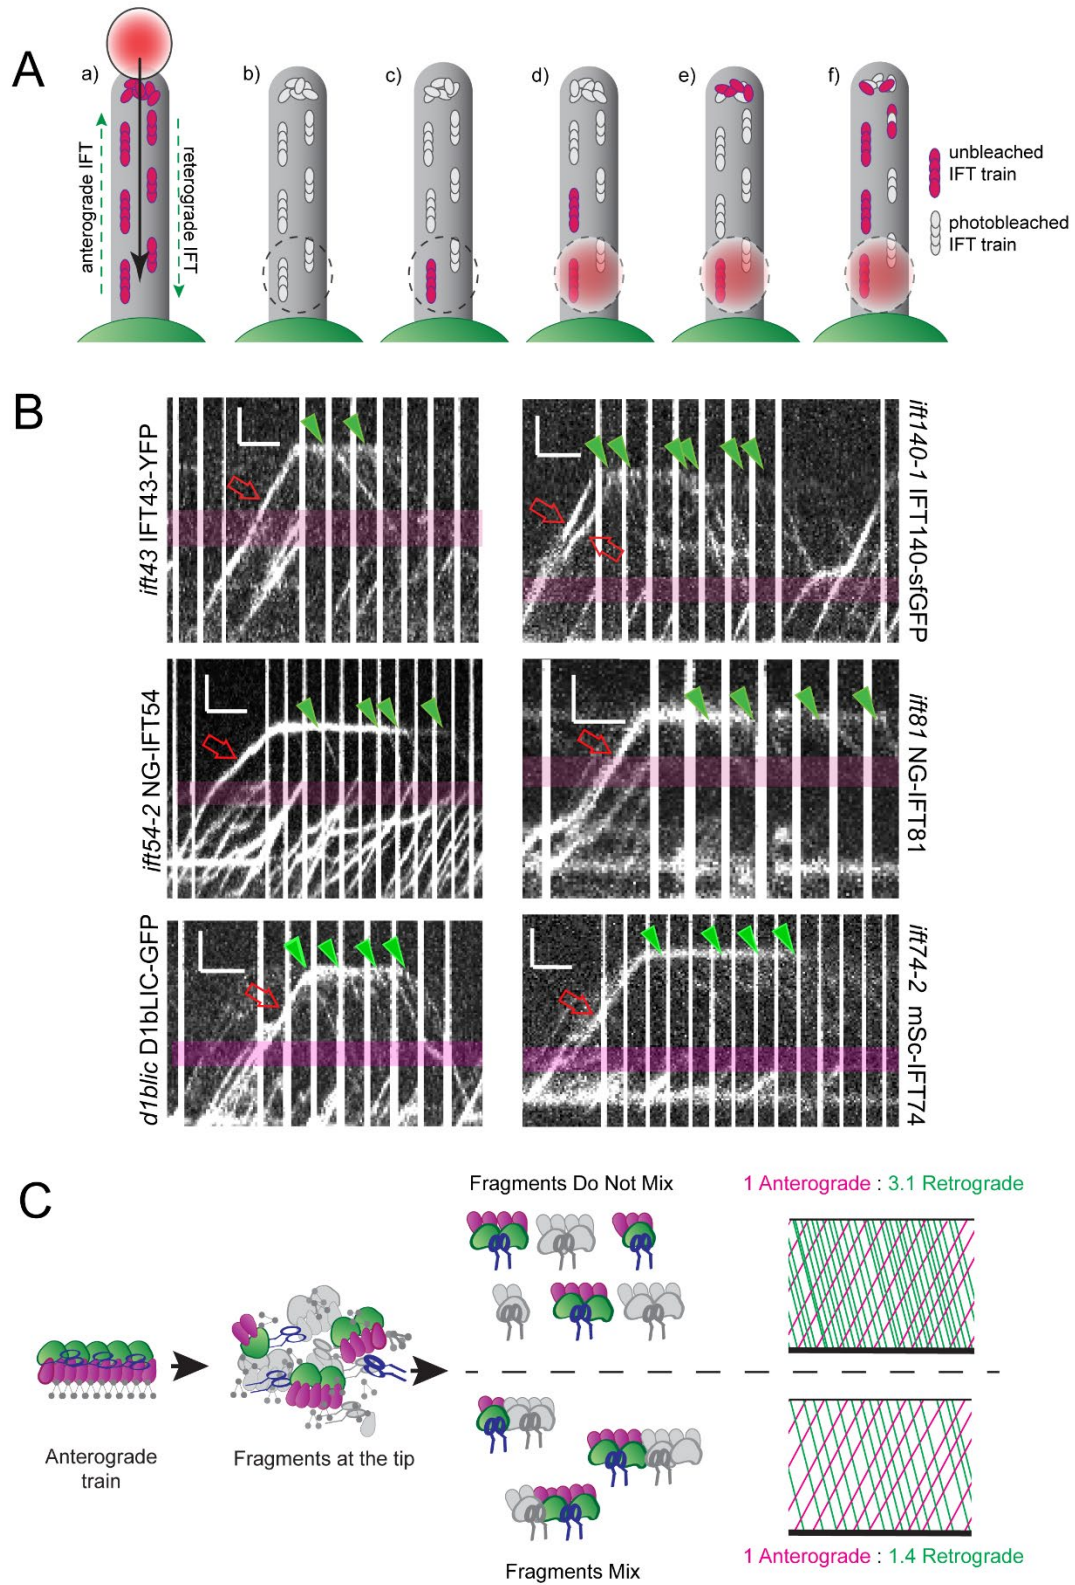 A
a)
b)
c)
d)
e)
f)
anterograde IFT
reterograde IFT
unbleached
IFT train
photobleached
IFT train
B
ift43 IFT43-YFP
ift140-1 IFT140-sfGFP
ift54-2 NG-IFT54
ift81 NG-IFT81
d1blic D1bLIC-GFP
ift74-2 mSc-IFT74
C
Fragments Do Not Mix
1 Anterograde : 3.1 Retrograde
Anterograde
train
Fragments at the tip
Fragments Mix
1 Anterograde : 1.4 Retrograde